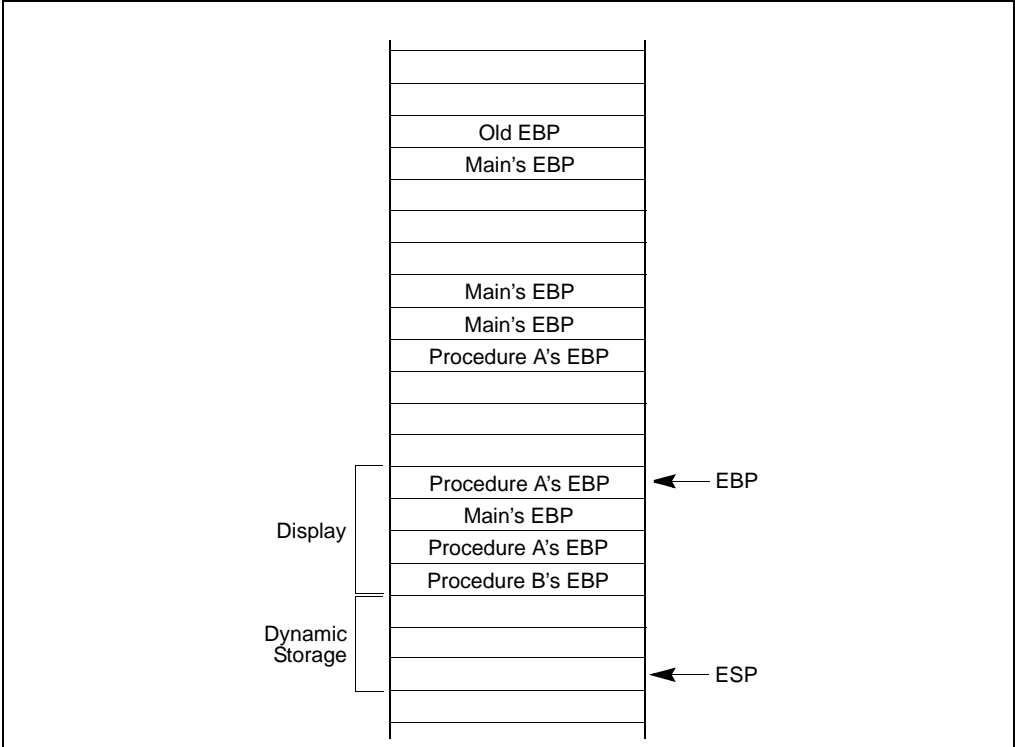 Old EBP
Main's EBP
Main's EBP
Main's EBP
Procedure A's EBP
Procedure A's EBP
EBP
Main's EBP
Display
Procedure A's EBP
Procedure B's EBP
Dynamic
Storage
ESP